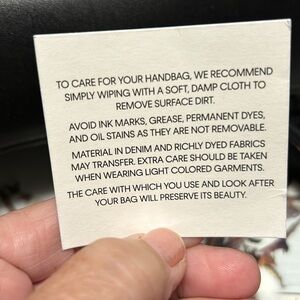 TO CARE FOR YOUR HANDBAG, WE RECOMMEND
SIMPLY WIPING WITH A SOFT, DAMP CLOTH TO
REMOVE SURFACE DIRT.
AVOID INK MARKS, GREASE, PERMANENT DYES,
AND OIL STAINS AS THEY ARE NOT REMOVABLE.
MATERIAL IN DENIM AND RICHLY DYED FABRICS
MAY TRANSFER. EXTRA CARE SHOULD BE TAKEN
WHEN WEARING LIGHT COLORED GARMENTS.
THE CARE WITH WHICH YOU USE AND LOOK AFTER
YOUR BAG WILL PRESERVE ITS BEAUTY.